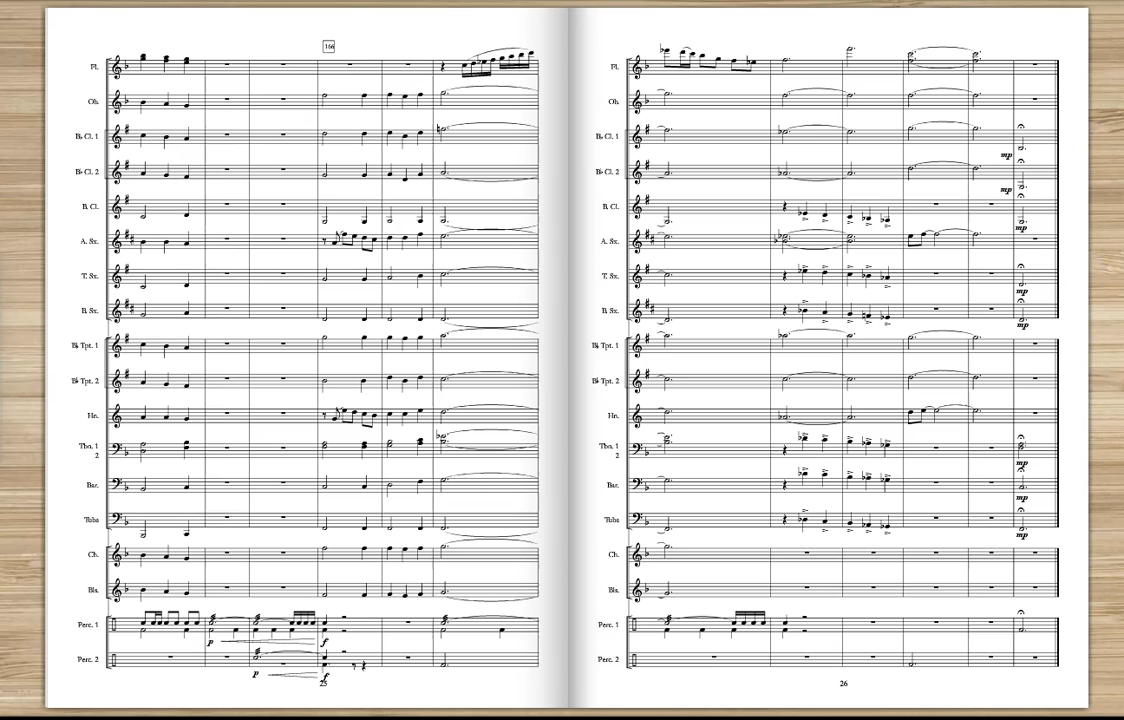 166
Fl.
Ob.
B♭ Cl. 1
B♭ Cl. 2
B. Cl.
A. Sx.
T. Sx.
B. Sx.
B♭ Tpt. 1
B♭ Tpt. 2
Hn.
Tbn. 1
2
Bar.
Tuba
Ch.
Bls.
Perc. 1
p f
Perc. 2
p f
25
Fl.
Ob.
B♭ Cl. 1
mp
B♭ Cl. 2
mp
B. Cl.
mp
A. Sx.
T. Sx.
mp
B. Sx.
mp
B♭ Tpt. 1
B♭ Tpt. 2
Hn.
Tbn. 1
2
mp
Bar.
mp
Tuba
mp
Ch.
Bls.
Perc. 1
Perc. 2
26